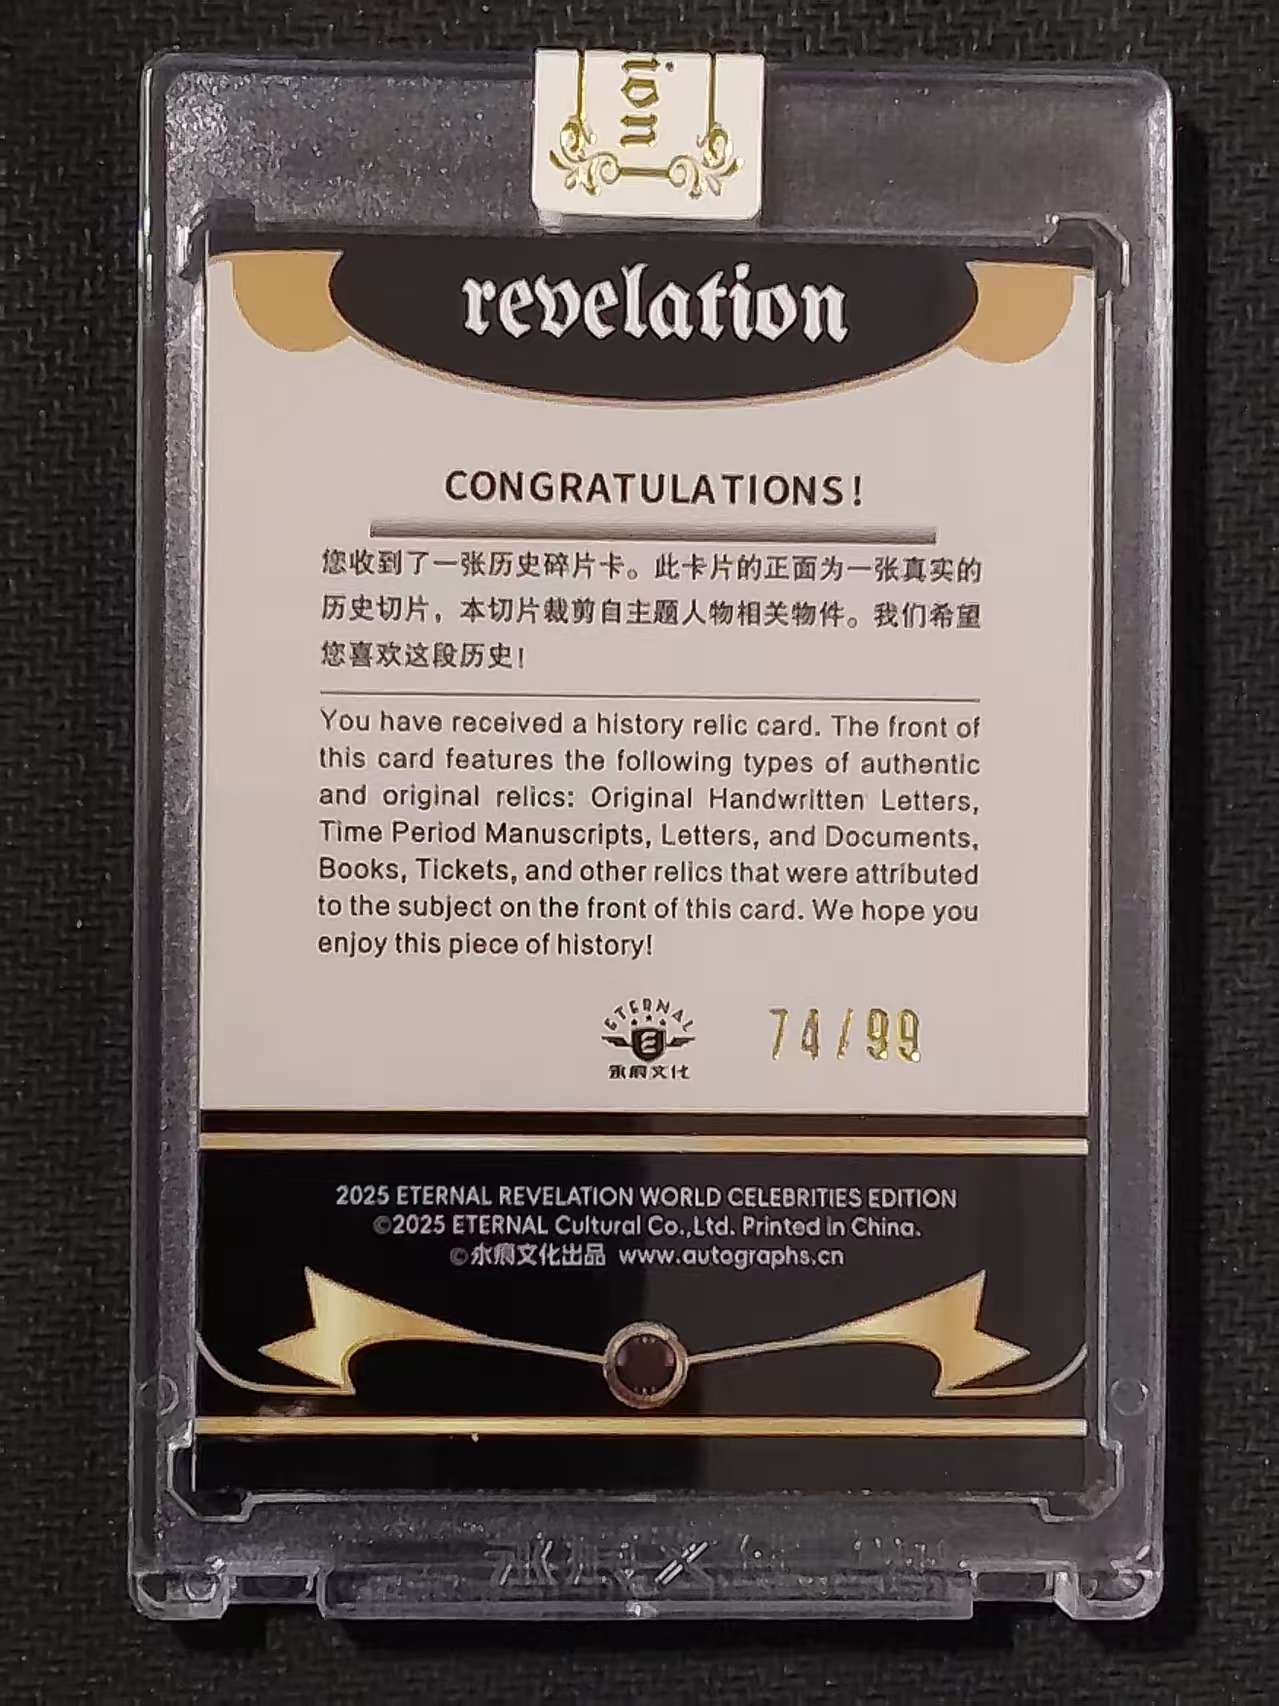 ion
revelation
CONGRATULATIONS!
您收到了一张历史碎片卡。此卡片的正面为一张真实的
历史切片，本切片裁剪自主题人物相关物件。我们希望
您喜欢这段历史！
You have received a history relic card. The front of
this card features the following types of authentic
and original relics: Original Handwritten Letters,
Time Period Manuscripts, Letters, and Documents,
Books, Tickets, and other relics that were attributed
to the subject on the front of this card. We hope you
enjoy this piece of history!
ETERNAL
E
永痕文化
74/99
2025 ETERNAL REVELATION WORLD CELEBRITIES EDITION
©2025 ETERNAL Cultural Co.,Ltd. Printed in China.
©永痕文化出品 www.autographs.cn